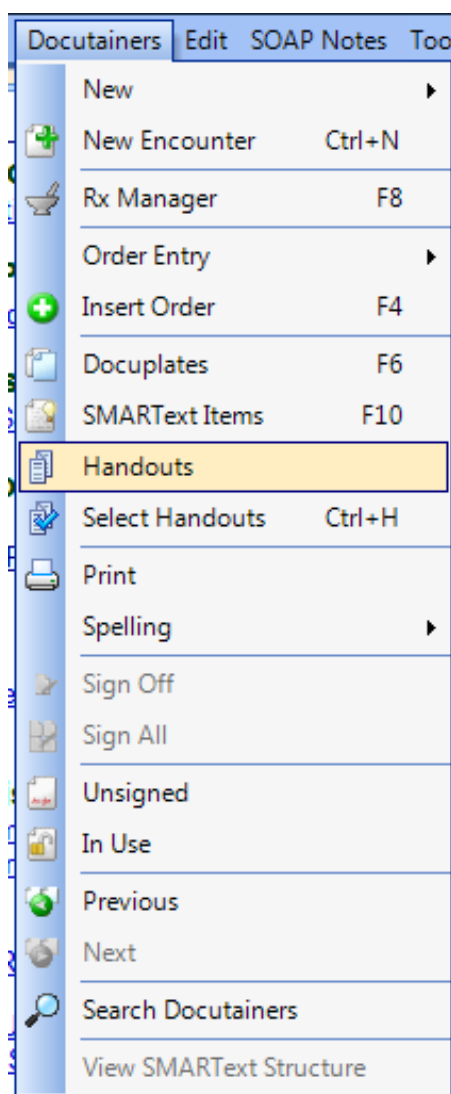 Docutainers Edit SOAP Notes Too
New
New Encounter Ctrl+N
Rx Manager F8
Order Entry
Insert Order F4
Docuplates F6
SMARText Items F10
Handouts
Select Handouts Ctrl+H
Print
Spelling
Sign Off
Sign All
Unsigned
In Use
Previous
Next
Search Docutainers
View SMARText Structure